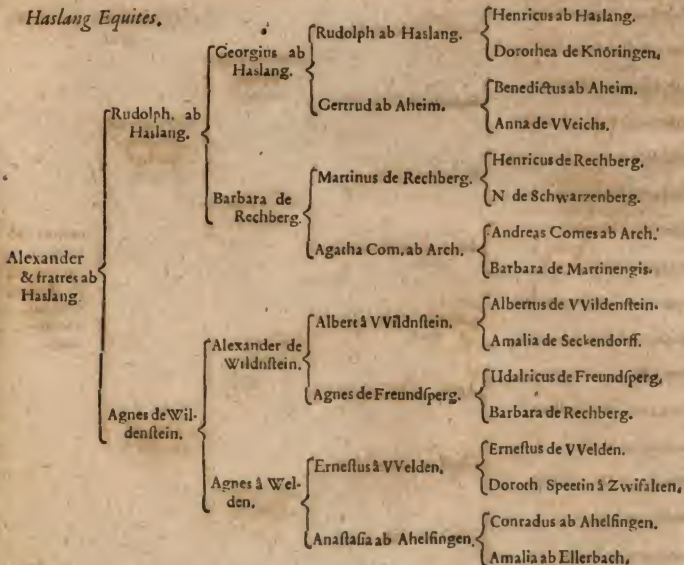 Haslang Equites.
Rudolph ab Haslang.
Henricus ab Haslang.
Dorothea de Knöringen.
Georgius ab
Haslang.
Gertrud ab Aheim.
Benedictus ab Aheim.
Anna de VVeichs.
Rudolph. ab
Haslang.
Barbara de
Rechberg.
Martinus de Rechberg.
Henricus de Rechberg.
N de Schwarzenberg.
Agatha Com. ab Arch.
Andreas Comes ab Arch.
Barbara de Martinengis.
Alexander
& fratres ab
Haslang.
Agnes de Wil-
denſtein.
Alexander de
Wildnſtein.
Albert â VVildnſtein.
Albertus de VVildenſtein.
Amalia de Seckendorff.
Agnes de Freundſperg.
Udalricus de Freundſperg,
Barbara de Rechberg.
Agnes â Wel-
den.
Erneſtus â VVelden.
Erneſtus de VVelden.
Doroth Speetin â Zwifalten,
Anaſtaſia ab Ahelfingen.
Conradus ab Ahelfingen.
Amalia ab Ellerbach.